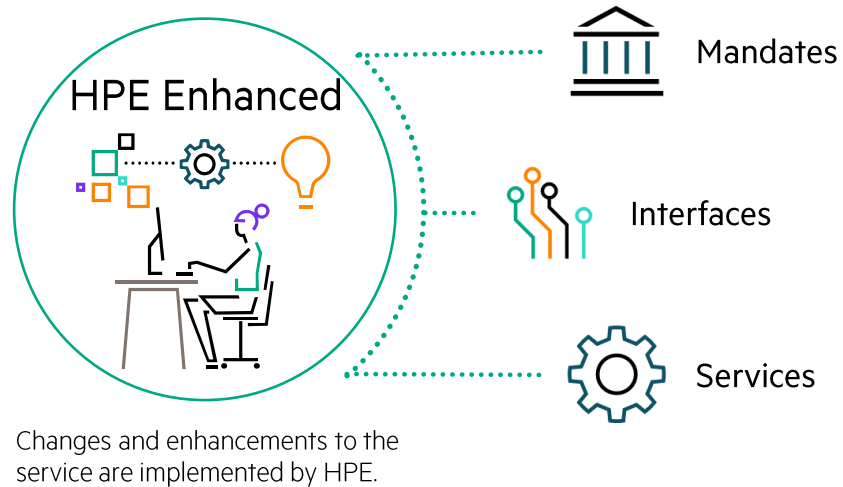 HPE Enhanced
Mandates
Interfaces
Services
Changes and enhancements to the
service are implemented by HPE.